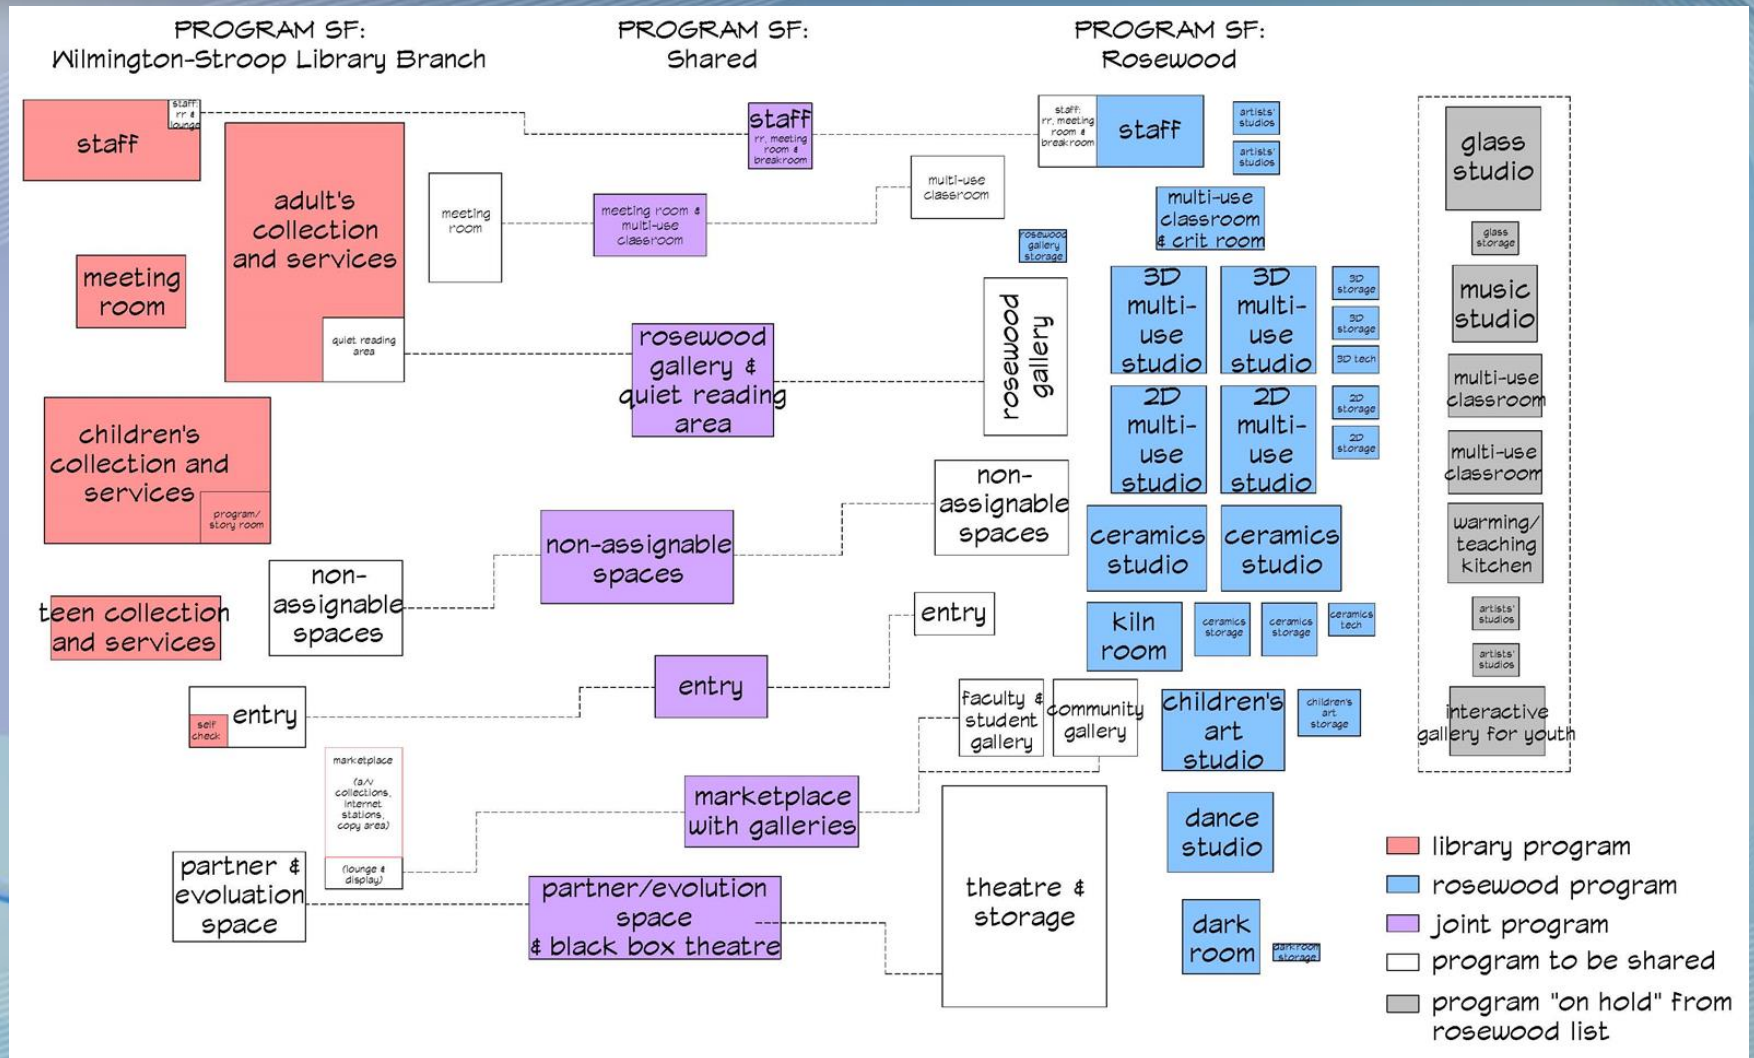 PROGRAM SF:
Wilmington-Stroop Library Branch
staff
staff:
rr &
lounge
adult's
collection
and services
quiet reading
area
meeting
room
meeting
room
children's
collection and
services
program/
story room
non-
assignable
spaces
teen collection
and services
entry
self
check
marketplace
(a/v
collections,
internet
stations,
copy area)
(lounge &
display)
partner &
evoluation
space
PROGRAM SF:
Shared
staff
rr, meeting
room &
breakroom
meeting room &
multi-use
classroom
rosewood
gallery &
quiet reading
area
non-assignable
spaces
entry
marketplace
with galleries
partner/evolution
space
& black box theatre
PROGRAM SF:
Rosewood
staff:
rr, meeting
room &
breakroom
staff
artists'
studios
artists'
studios
multi-use
classroom
multi-use
classroom
& crit room
rosewood
gallery
storage
rosewood
gallery
3D
multi-
use
studio
3D
multi-
use
studio
3D
storage
3D
storage
3D tech
2D
multi-
use
studio
2D
multi-
use
studio
2D
storage
2D
storage
non-
assignable
spaces
ceramics
studio
ceramics
studio
entry
kiln
room
ceramics
storage
ceramics
storage
ceramics
tech
faculty &
student
gallery
community
gallery
children's
art
studio
children's
art
storage
theatre &
storage
dance
studio
dark
room
darkroom
storage
glass
studio
glass
storage
music
studio
multi-use
classroom
multi-use
classroom
warming/
teaching
kitchen
artists'
studios
artists'
studios
interactive
gallery for youth
library program
rosewood program
joint program
program to be shared
program "on hold" from
rosewood list